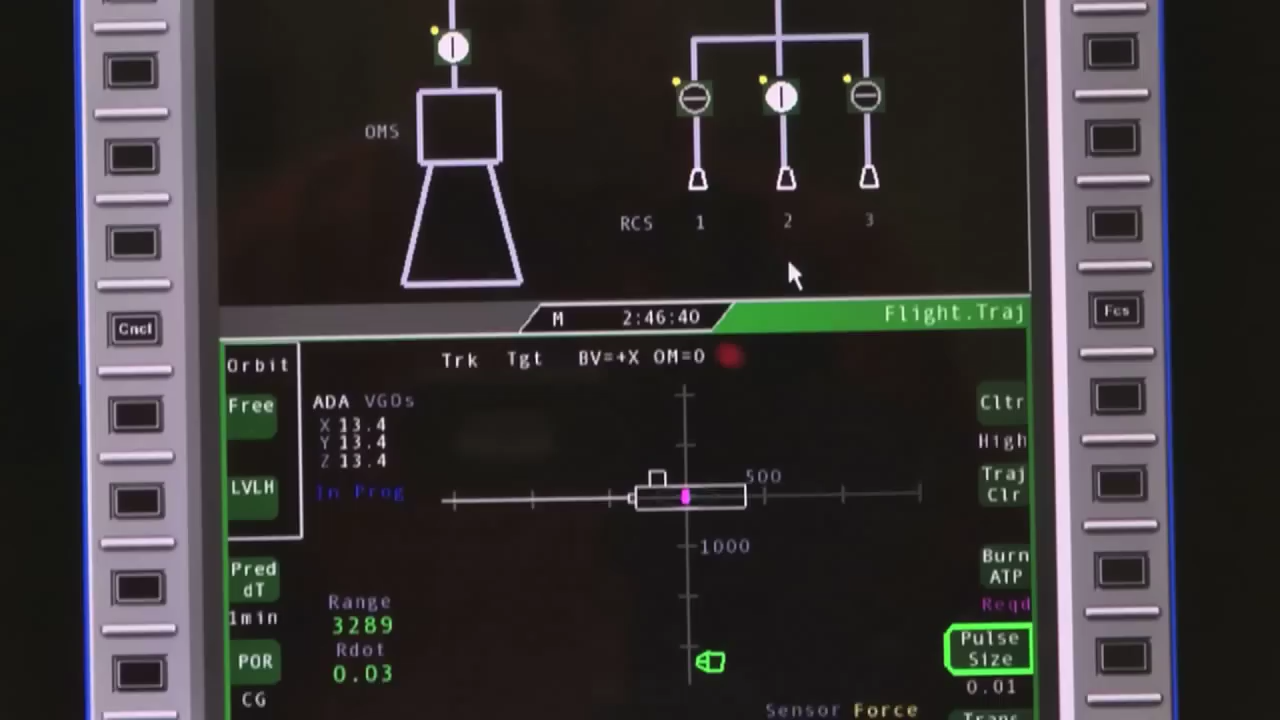 OMS
RCS 1 2 3
M 2:46:40 Flight.Traj
Cncl
Fcs
Orbit
Trk Tgt BV=+X OM=0
Free
ADA VGOs
X 13.4
Y 13.4
Z 13.4
In Prog
LVLH
Cltr
High
Traj
Clr
500
1000
Pred
dT
1min
Burn
ATP
Reqd
Range
3289
Rdot
0.03
Pulse
Size
0.01
POR
CG
Sensor Force
Trans